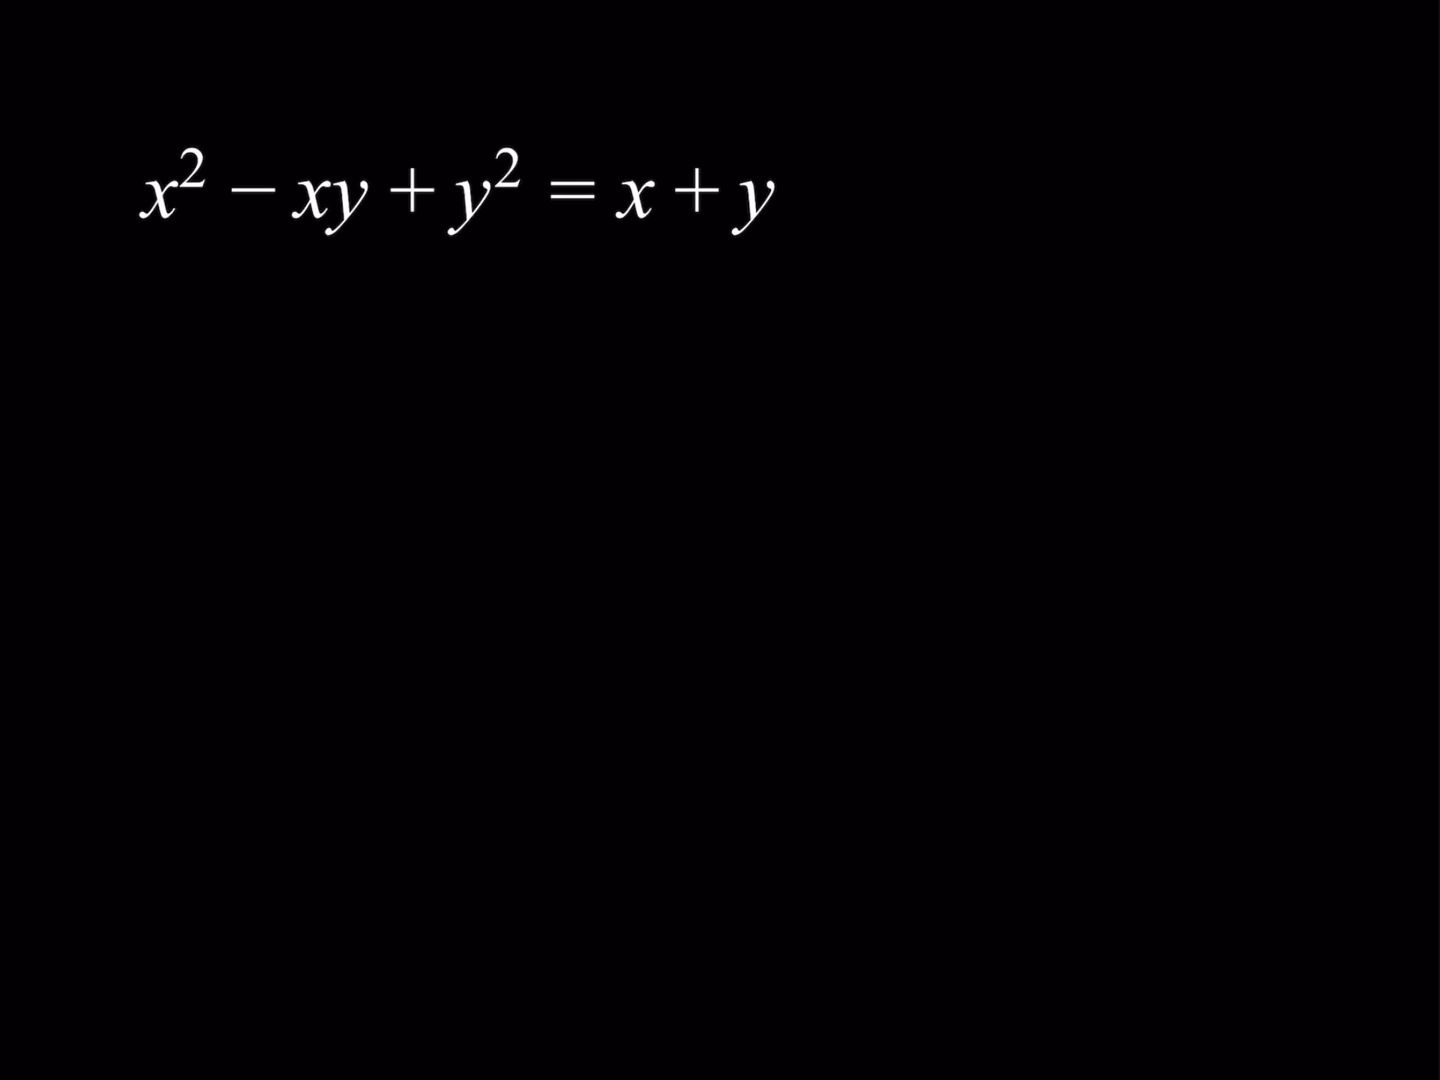 x² − xy + y² = x + y